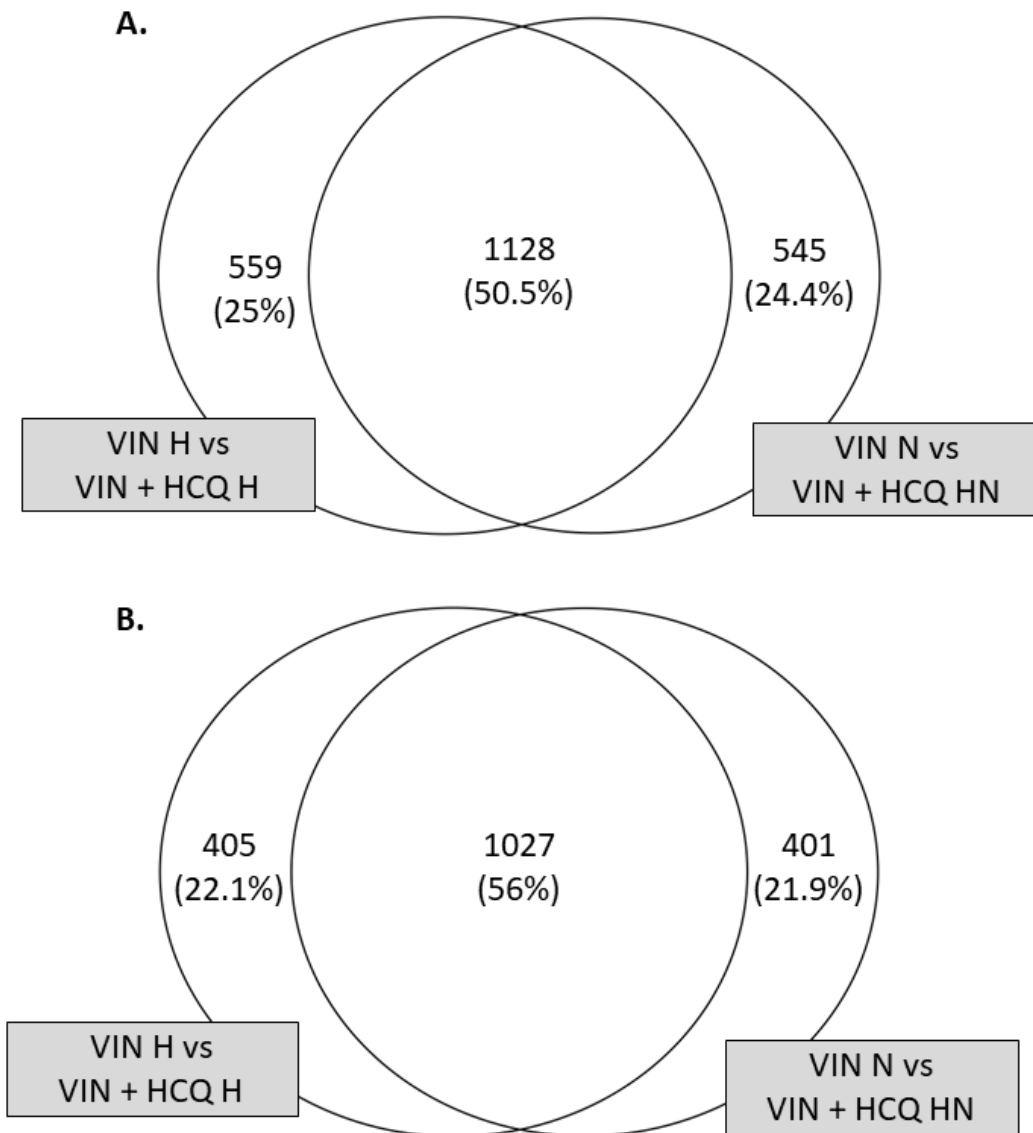 A.
559
(25%)
1128
(50.5%)
545
(24.4%)
VIN H vs
VIN + HCQ H
VIN N vs
VIN + HCQ HN
B.
405
(22.1%)
1027
(56%)
401
(21.9%)
VIN H vs
VIN + HCQ H
VIN N vs
VIN + HCQ HN